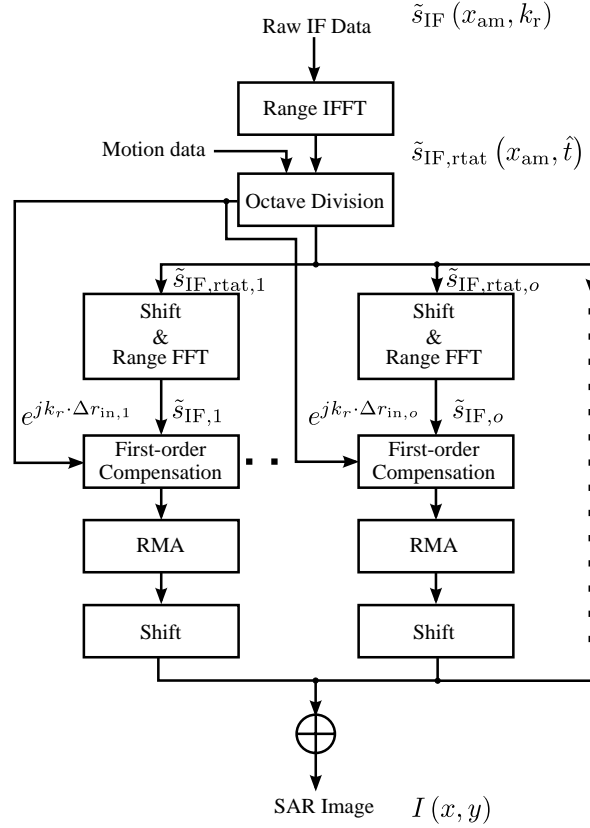 Raw IF Data
s̃_IF (x_am, k_r)
Range IFFT
Motion data
s̃_IF,rtat (x_am, t̂)
Octave Division
s̃_IF,rtat,1
s̃_IF,rtat,o
Shift
&
Range FFT
Shift
&
Range FFT
e^{jk_r·Δr_in,1}
s̃_IF,1
e^{jk_r·Δr_in,o}
s̃_IF,o
First-order
Compensation
First-order
Compensation
RMA
RMA
Shift
Shift
SAR Image
I (x, y)